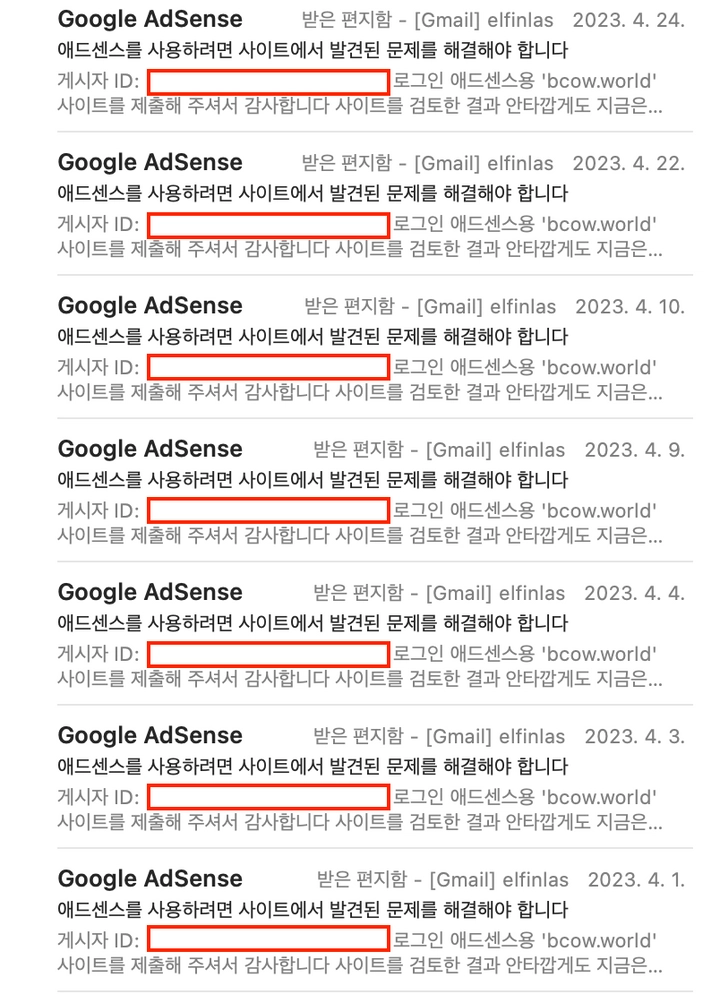 Google AdSense 받은 편지함 - [Gmail] elfinlas 2023. 4. 24.
애드센스를 사용하려면 사이트에서 발견된 문제를 해결해야 합니다
게시자 ID: 로그인 애드센스용 'bcow.world'
사이트를 제출해 주셔서 감사합니다 사이트를 검토한 결과 안타깝게도 지금은...
Google AdSense 받은 편지함 - [Gmail] elfinlas 2023. 4. 22.
애드센스를 사용하려면 사이트에서 발견된 문제를 해결해야 합니다
게시자 ID: 로그인 애드센스용 'bcow.world'
사이트를 제출해 주셔서 감사합니다 사이트를 검토한 결과 안타깝게도 지금은...
Google AdSense 받은 편지함 - [Gmail] elfinlas 2023. 4. 10.
애드센스를 사용하려면 사이트에서 발견된 문제를 해결해야 합니다
게시자 ID: 로그인 애드센스용 'bcow.world'
사이트를 제출해 주셔서 감사합니다 사이트를 검토한 결과 안타깝게도 지금은...
Google AdSense 받은 편지함 - [Gmail] elfinlas 2023. 4. 9.
애드센스를 사용하려면 사이트에서 발견된 문제를 해결해야 합니다
게시자 ID: 로그인 애드센스용 'bcow.world'
사이트를 제출해 주셔서 감사합니다 사이트를 검토한 결과 안타깝게도 지금은...
Google AdSense 받은 편지함 - [Gmail] elfinlas 2023. 4. 4.
애드센스를 사용하려면 사이트에서 발견된 문제를 해결해야 합니다
게시자 ID: 로그인 애드센스용 'bcow.world'
사이트를 제출해 주셔서 감사합니다 사이트를 검토한 결과 안타깝게도 지금은...
Google AdSense 받은 편지함 - [Gmail] elfinlas 2023. 4. 3.
애드센스를 사용하려면 사이트에서 발견된 문제를 해결해야 합니다
게시자 ID: 로그인 애드센스용 'bcow.world'
사이트를 제출해 주셔서 감사합니다 사이트를 검토한 결과 안타깝게도 지금은...
Google AdSense 받은 편지함 - [Gmail] elfinlas 2023. 4. 1.
애드센스를 사용하려면 사이트에서 발견된 문제를 해결해야 합니다
게시자 ID: 로그인 애드센스용 'bcow.world'
사이트를 제출해 주셔서 감사합니다 사이트를 검토한 결과 안타깝게도 지금은...